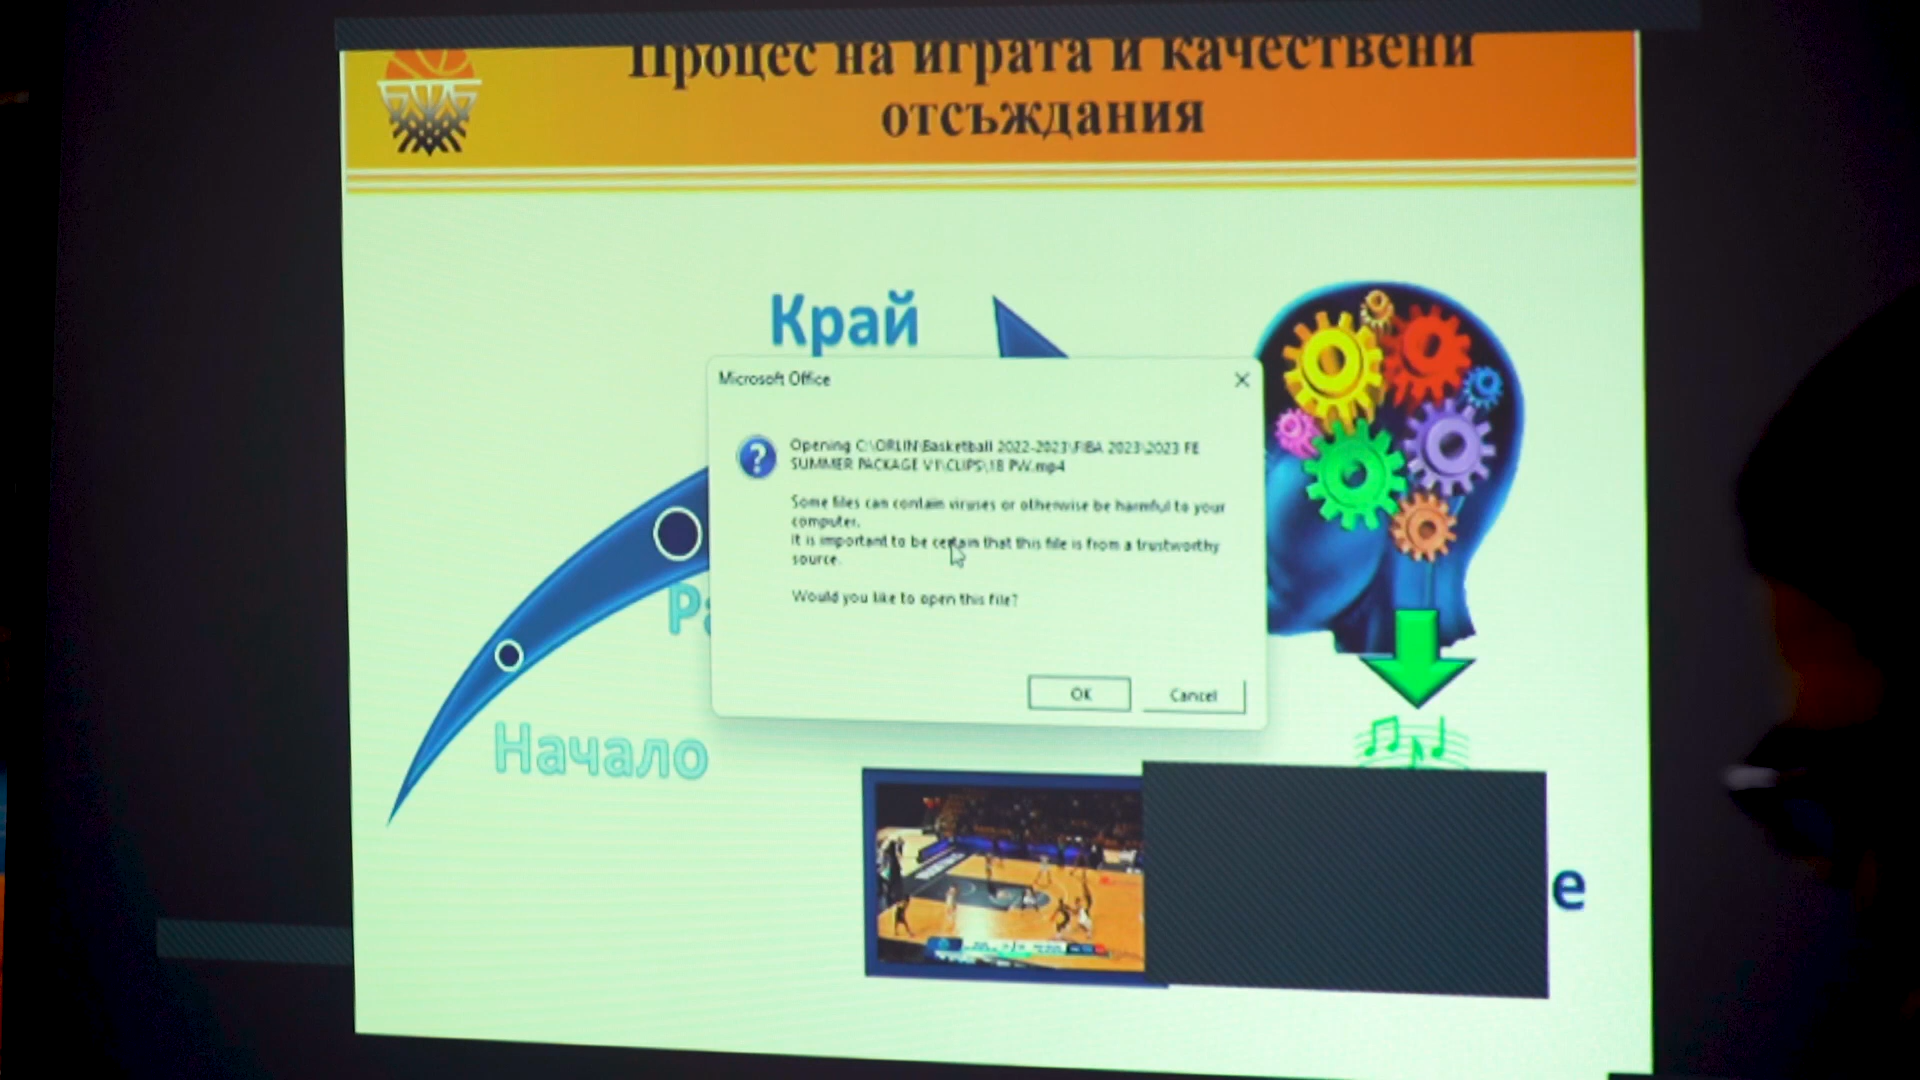 Процес на играта и качествени
отсъждания
Край
Microsoft Office
Opening C:\ORLIN\Basketball 2022-2023\FIBA 2023\2023 FE
SUMMER PACKAGE V1\CLIPS\18 PW.mp4
Some files can contain viruses or otherwise be harmful to your
computer.
It is important to be certain that this file is from a trustworthy
source.
Would you like to open this file?
Ра
OK
Cancel
Начало
е